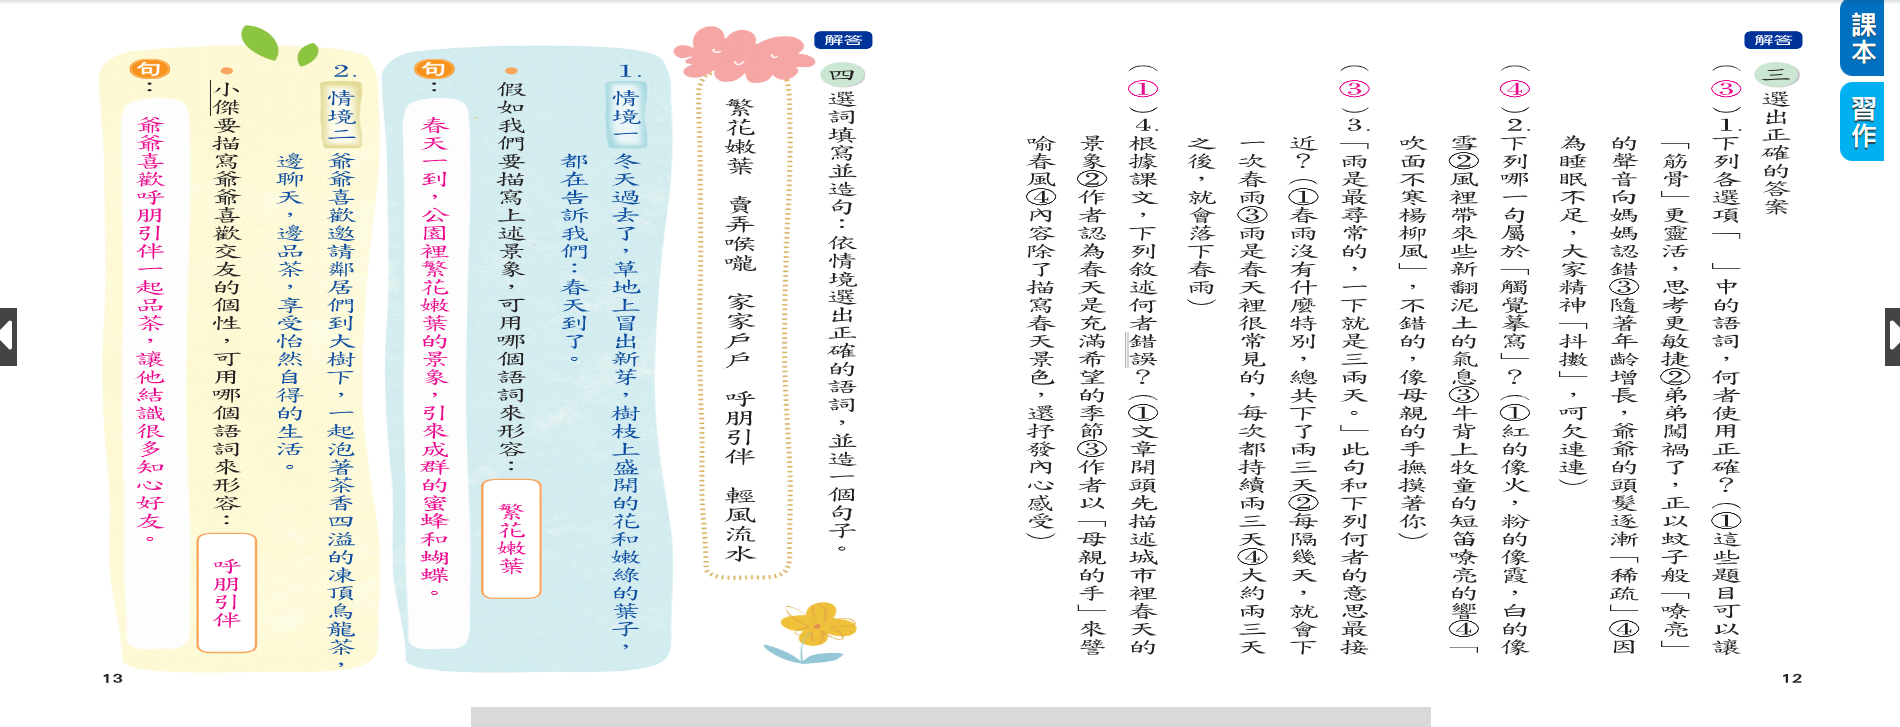 課本
習作
解答
三 選出正確的答案
(③)1.下列各選項「　」中的語詞，何者使用正確？(①這些題目可以讓
「筋骨」更靈活，思考更敏捷②弟弟闖禍了，正以蚊子般「嘹亮」
的聲音向媽媽認錯③隨著年齡增長，爺爺的頭髮逐漸「稀疏」④因
為睡眠不足，大家精神「抖擻」，呵欠連連)
(④)2.下列哪一句屬於「觸覺摹寫」？(①紅的像火，粉的像霞，白的像
雪②風裡帶來些新翻泥土的氣息③牛背上牧童的短笛嘹亮的響④「
吹面不寒楊柳風」，不錯的，像母親的手撫摸著你)
(③)3.「雨是最尋常的，一下就是三兩天。」此句和下列何者的意思最接
近？(①春雨沒有什麼特別，總共下了兩三天②每隔幾天，就會下
一次春雨③雨是春天裡很常見的，每次都持續兩三天④大約兩三天
之後，就會落下春雨)
(①)4.根據課文，下列敘述何者錯誤？(①文章開頭先描述城市裡春天的
景象②作者認為春天是充滿希望的季節③作者以「母親的手」來譬
喻春風④內容除了描寫春天景色，還抒發內心感受)
12
解答
四 選詞填寫並造句：依情境選出正確的語詞，並造一個句子。
繁花嫩葉　賣弄喉嚨　家家戶戶　呼朋引伴　輕風流水
1.情境一 冬天過去了，草地上冒出新芽，樹枝上盛開的花和嫩綠的葉子，
都在告訴我們：春天到了。
●假如我們要描寫上述景象，可用哪個語詞來形容：繁花嫩葉
句：春天一到，公園裡繁花嫩葉的景象，引來成群的蜜蜂和蝴蝶。
2.情境二 爺爺喜歡邀請鄰居們到大樹下，一起泡著茶香四溢的凍頂烏龍茶，
邊聊天，邊品茶，享受怡然自得的生活。
●小傑要描寫爺爺喜歡交友的個性，可用哪個語詞來形容：呼朋引伴
句：爺爺喜歡呼朋引伴一起品茶，讓他結識很多知心好友。
13